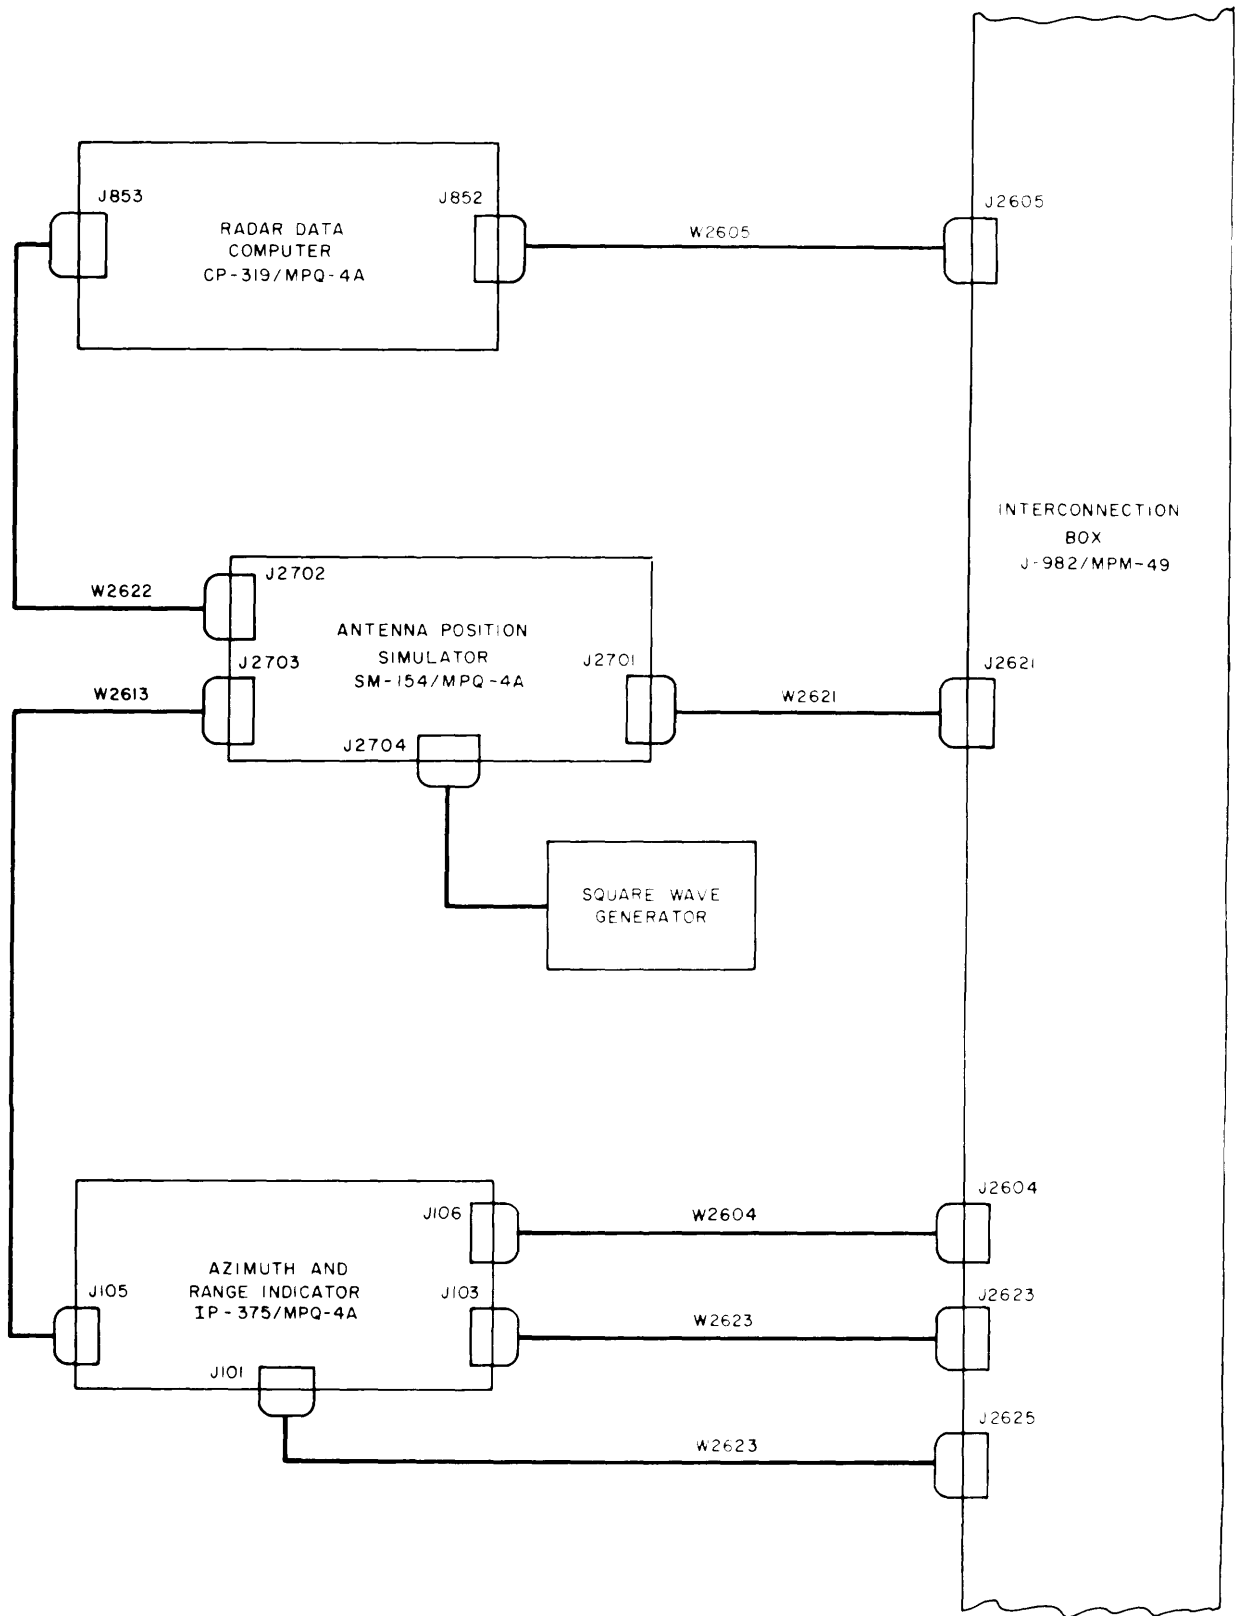 J853
J852
RADAR DATA
COMPUTER
CP-319/MPQ-4A
W2605
J2605
INTERCONNECTION
BOX
J-982/MPM-49
W2622
J2702
ANTENNA POSITION
SIMULATOR
SM-154/MPQ-4A
J2703
J2701
W2613
W2621
J2621
J2704
SQUARE WAVE
GENERATOR
J106
W2604
J2604
AZIMUTH AND
RANGE INDICATOR
IP-375/MPQ-4A
J105
J103
W2623
J2623
J101
W2623
J2625